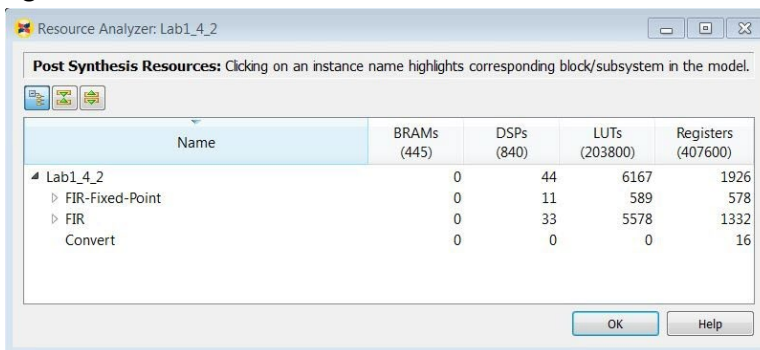 Resource Analyzer: Lab1_4_2
Post Synthesis Resources: Clicking on an instance name highlights corresponding block/subsystem in the model.
Name BRAMs (445) DSPs (840) LUTs (203800) Registers (407600)
Lab1_4_2 0 44 6167 1926
FIR-Fixed-Point 0 11 589 578
FIR 0 33 5578 1332
Convert 0 0 0 16
OK Help